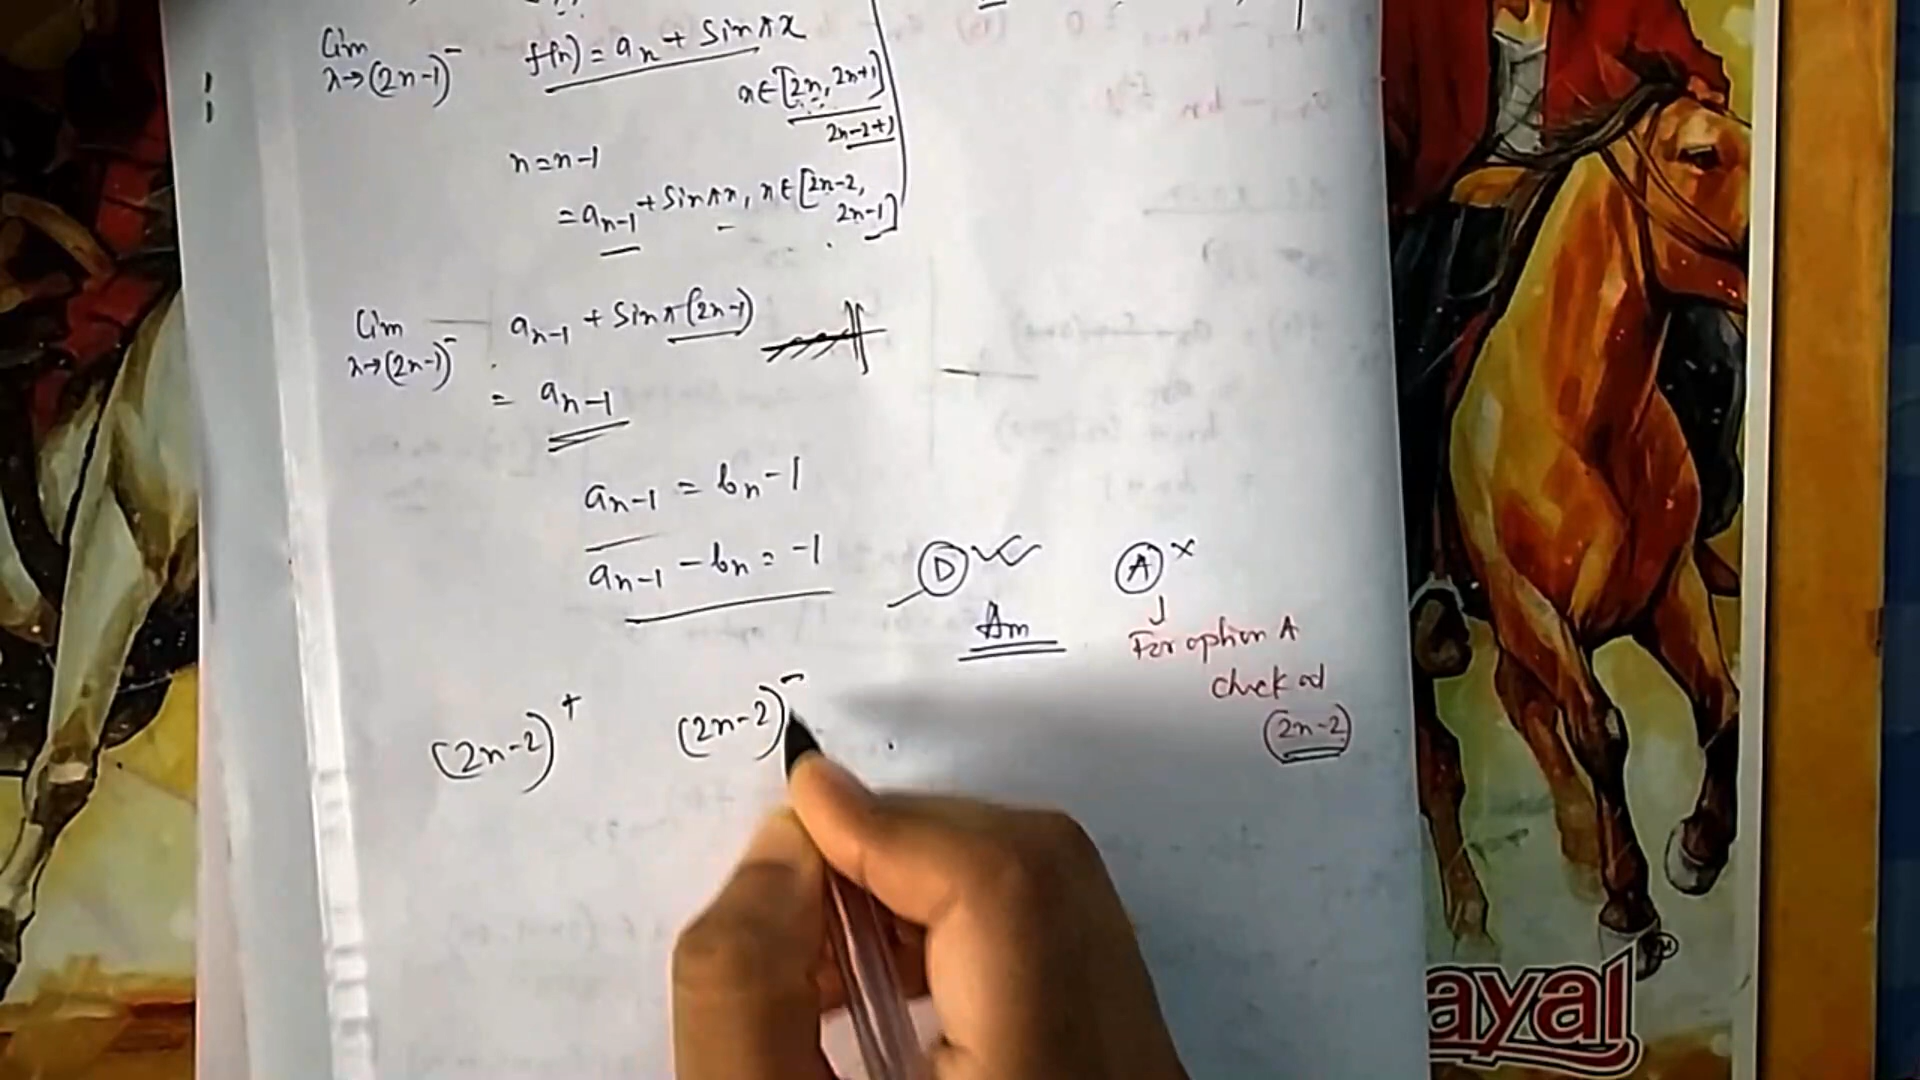 lim x→(2n-1)⁻ f(n) = aₙ + sin πx
x∈[2n, 2n+1]
2n-2+1
n=n-1
= aₙ₋₁ + sin πx, x∈[2n-2,
2n-1]
lim x→(2n-1)⁻ aₙ₋₁ + sin π(2n-1)
= aₙ₋₁
aₙ₋₁ = bₙ-1
aₙ₋₁ - bₙ = -1
D A ×
For option A
check at
(2n-2)
(2n-2)⁺ (2n-2)⁻
ayal